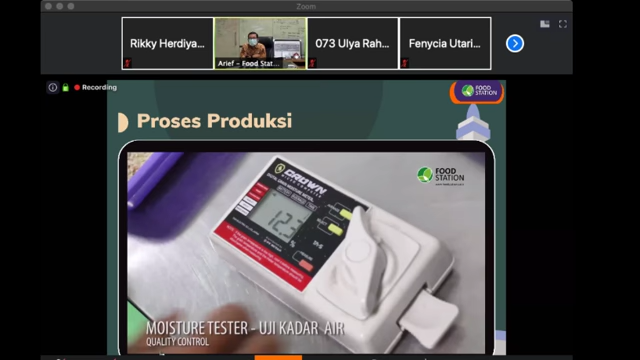 Zoom
Rikky Herdiya...
Arief - Food Stat...
073 Ulya Rah...
Fenycia Utari...
Recording
FOOD STATION
Proses Produksi
FOOD
STATION
CROWN
12.3
%
MOISTURE TESTER - UJI KADAR AIR
QUALITY CONTROL